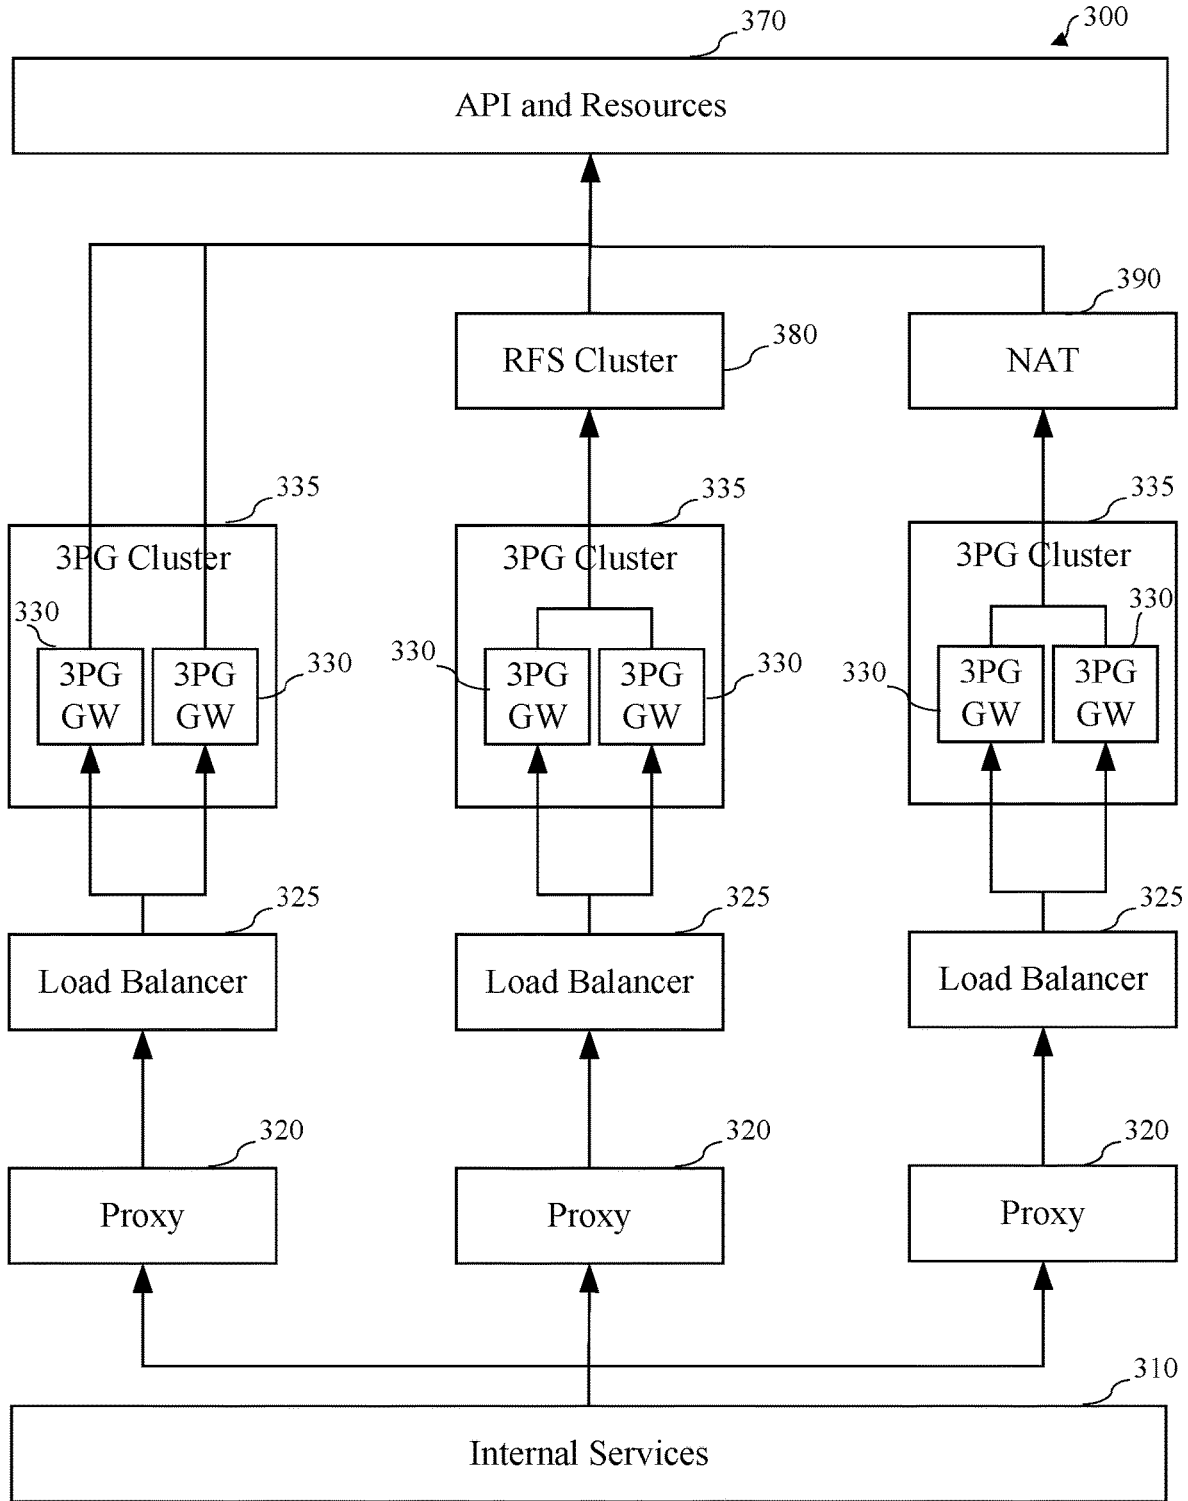 370
300
API and Resources
390
380
RFS Cluster
NAT
335
335
335
3PG Cluster
3PG Cluster
3PG Cluster
330
330
3PG
GW
3PG
GW
330
330
3PG
GW
3PG
GW
330
330
3PG
GW
3PG
GW
325
325
325
Load Balancer
Load Balancer
Load Balancer
320
320
320
Proxy
Proxy
Proxy
310
Internal Services